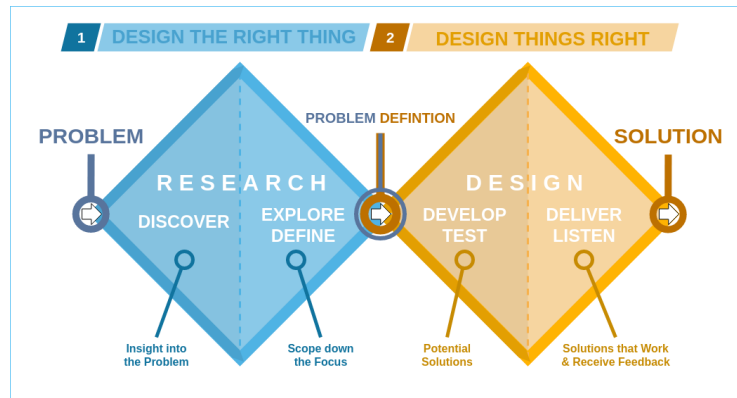 1 DESIGN THE RIGHT THING 2 DESIGN THINGS RIGHT
PROBLEM DEFINTION
PROBLEM
SOLUTION
RESEARCH
DESIGN
DISCOVER
EXPLORE
DEFINE
DEVELOP
TEST
DELIVER
LISTEN
Insight into
the Problem
Scope down
the Focus
Potential
Solutions
Solutions that Work
& Receive Feedback